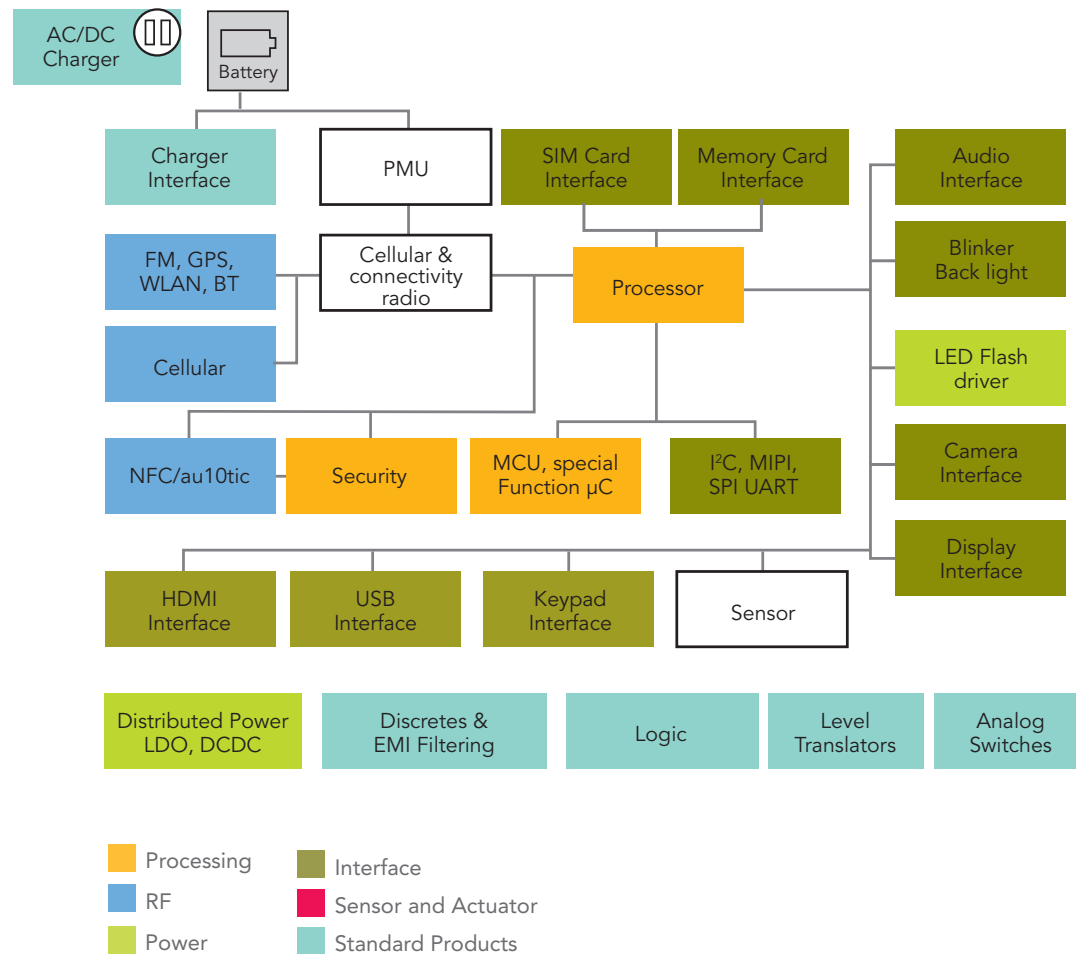 AC/DC
Charger
Battery
Charger
Interface
PMU
SIM Card
Interface
Memory Card
Interface
Audio
Interface
FM, GPS,
WLAN, BT
Cellular &
connectivity
radio
Processor
Blinker
Back light
Cellular
LED Flash
driver
NFC/au10tic
Security
MCU, special
Function µC
I²C, MIPI,
SPI UART
Camera
Interface
Display
Interface
HDMI
Interface
USB
Interface
Keypad
Interface
Sensor
Distributed Power
LDO, DCDC
Discretes &
EMI Filtering
Logic
Level
Translators
Analog
Switches
Processing
RF
Power
Interface
Sensor and Actuator
Standard Products